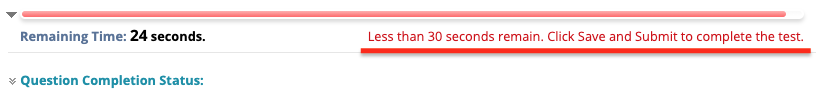 Remaining Time: 24 seconds.
Less than 30 seconds remain. Click Save and Submit to complete the test.
Question Completion Status: